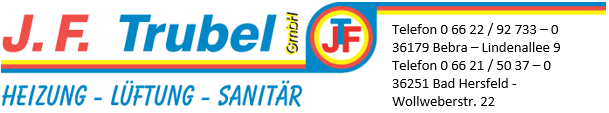 J. F. Trubel GmbH
JTF
HEIZUNG - LÜFTUNG - SANITÄR
Telefon 0 66 22 / 92 733 – 0
36179 Bebra – Lindenallee 9
Telefon 0 66 21 / 50 37 – 0
36251 Bad Hersfeld -
Wollweberstr. 22